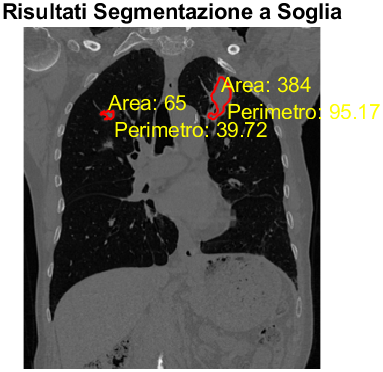 Risultati Segmentazione a Soglia
Area: 384
Area: 65
Perimetro: 95.17
Perimetro: 39.72